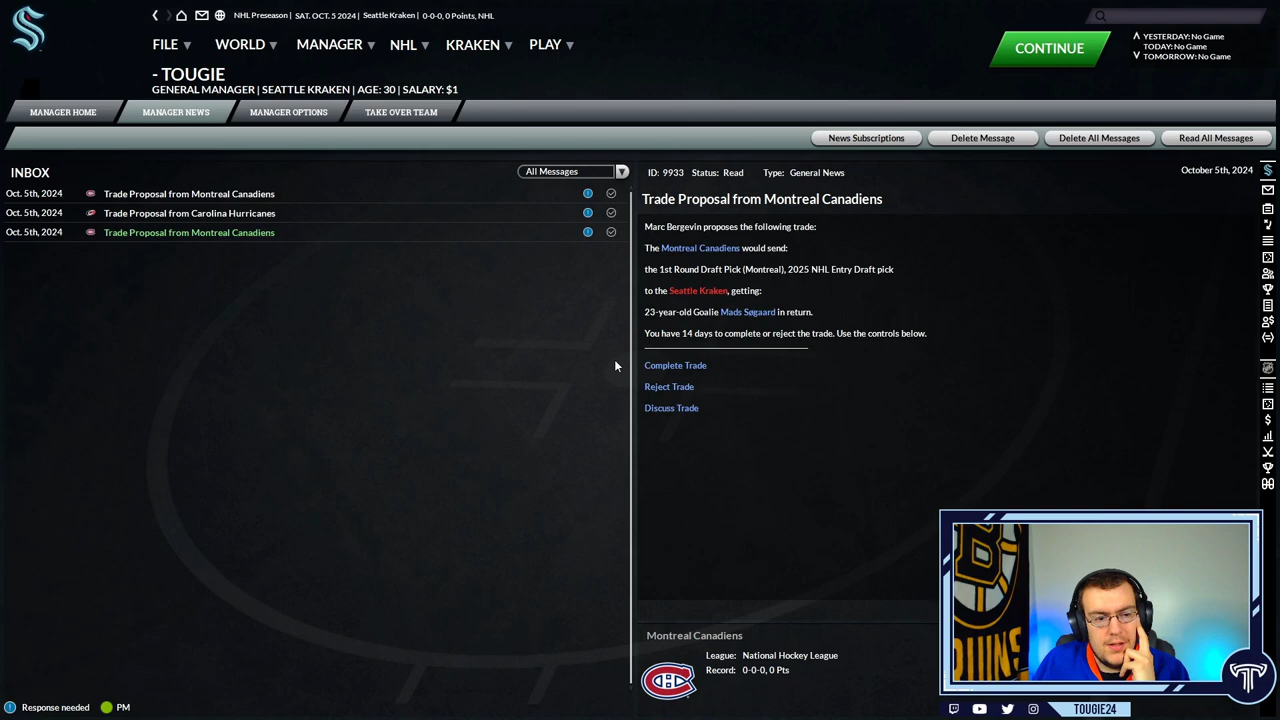 NHL Preseason | SAT. OCT. 5 2024 | Seattle Kraken | 0-0-0, 0 Points, NHL
FILE WORLD MANAGER NHL KRAKEN PLAY
CONTINUE
YESTERDAY: No Game
TODAY: No Game
TOMORROW: No Game
- TOUGIE
GENERAL MANAGER | SEATTLE KRAKEN | AGE: 30 | SALARY: $1
MANAGER HOME MANAGER NEWS MANAGER OPTIONS TAKE OVER TEAM
News Subscriptions Delete Message Delete All Messages Read All Messages
INBOX
All Messages
Oct. 5th, 2024 Trade Proposal from Montreal Canadiens
Oct. 5th, 2024 Trade Proposal from Carolina Hurricanes
Oct. 5th, 2024 Trade Proposal from Montreal Canadiens
ID: 9933 Status: Read Type: General News October 5th, 2024
Trade Proposal from Montreal Canadiens
Marc Bergevin proposes the following trade:
The Montreal Canadiens would send:
the 1st Round Draft Pick (Montreal), 2025 NHL Entry Draft pick
to the Seattle Kraken, getting:
23-year-old Goalie Mads Søgaard in return.
You have 14 days to complete or reject the trade. Use the controls below.
Complete Trade
Reject Trade
Discuss Trade
Montreal Canadiens
League: National Hockey League
Record: 0-0-0, 0 Pts
Response needed PM
B
UINS
TOUGIE24